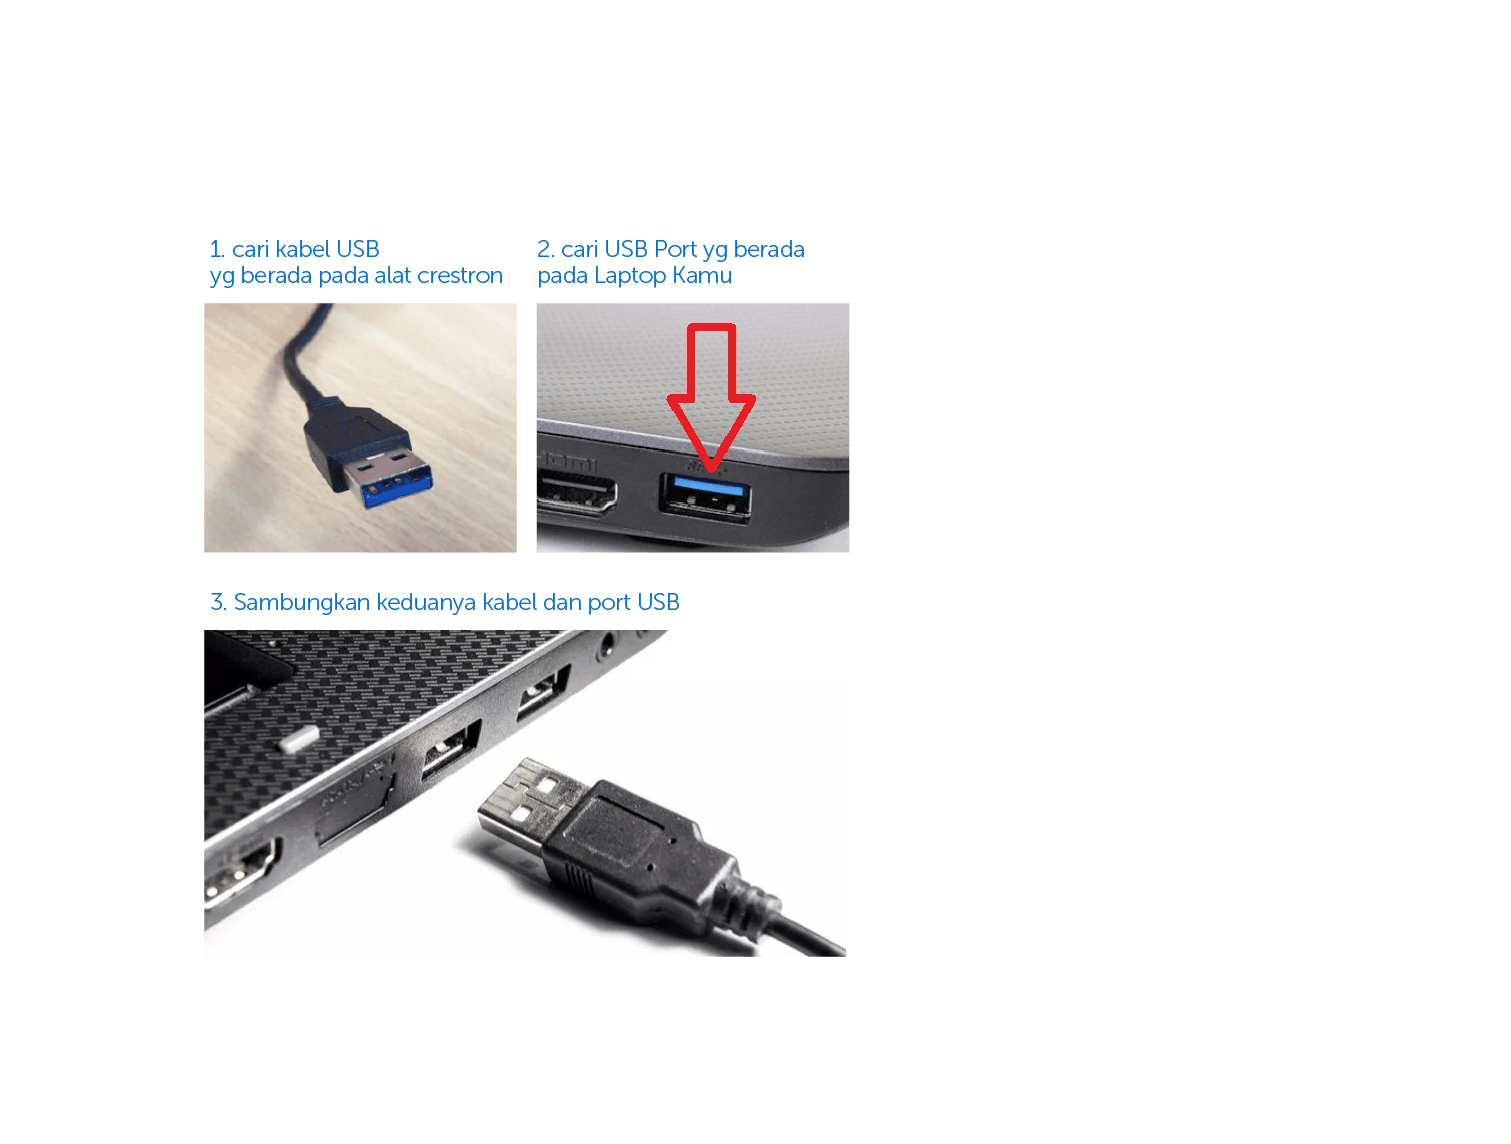 1. cari kabel USB
yg berada pada alat crestron
2. cari USB Port yg berada
pada Laptop Kamu
3. Sambungkan keduanya kabel dan port USB